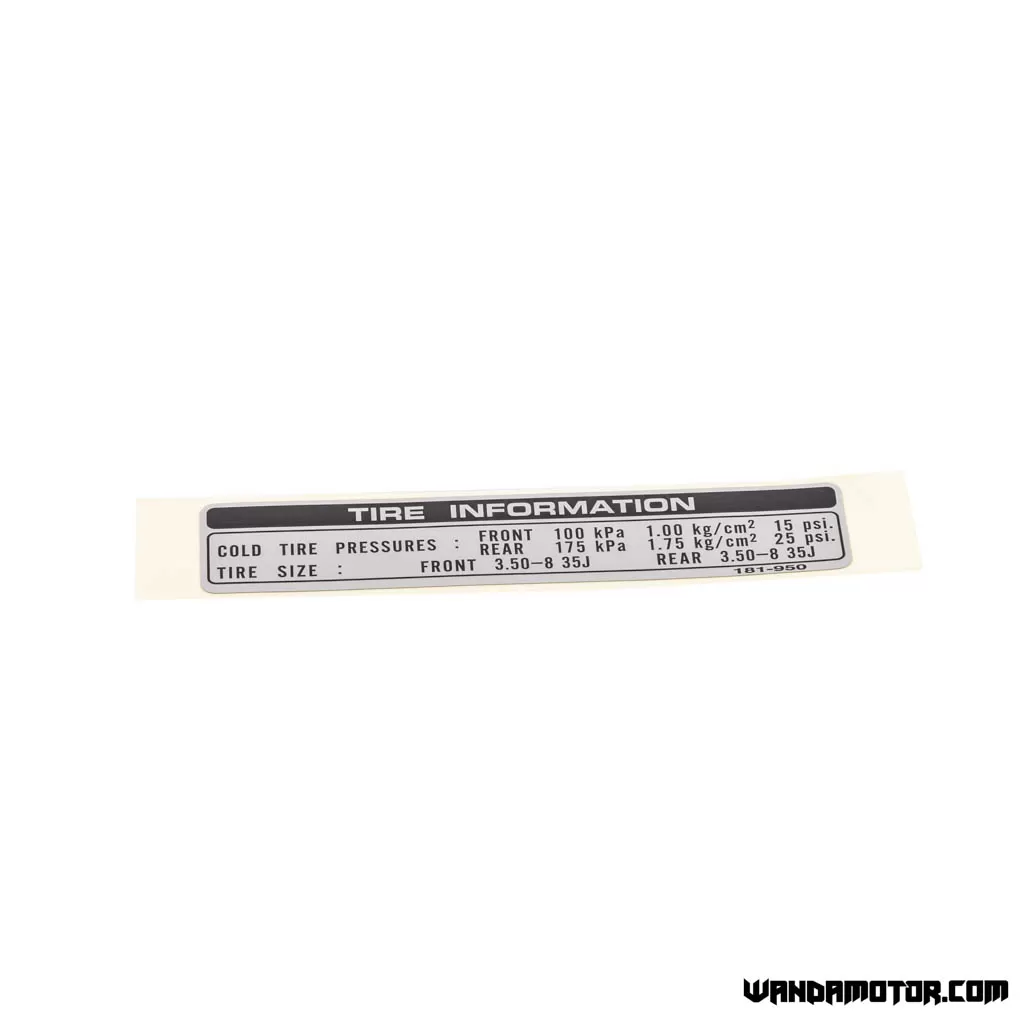 TIRE INFORMATION
COLD TIRE PRESSURES : FRONT 100 kPa 1.00 kg/cm² 15 psi.
REAR 175 kPa 1.75 kg/cm² 25 psi.
TIRE SIZE : FRONT 3.50-8 35J REAR 3.50-8 35J
181-950
WANDAMOTOR.COM